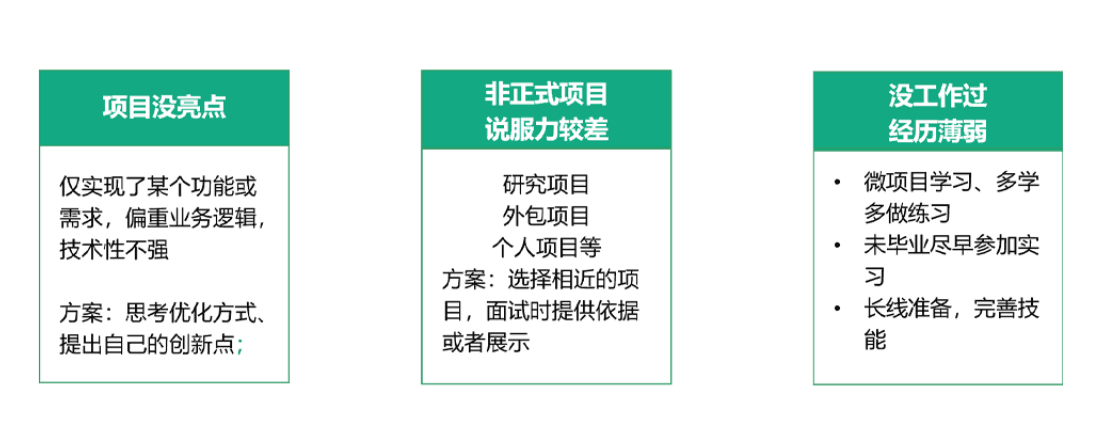 项目没亮点
仅实现了某个功能或
需求，偏重业务逻辑，
技术性不强
方案：思考优化方式、
提出自己的创新点；
非正式项目
说服力较差
研究项目
外包项目
个人项目等
方案：选择相近的项
目，面试时提供依据
或者展示
没工作过
经历薄弱
• 微项目学习、多学
多做练习
• 未毕业尽早参加实
习
• 长线准备，完善技
能